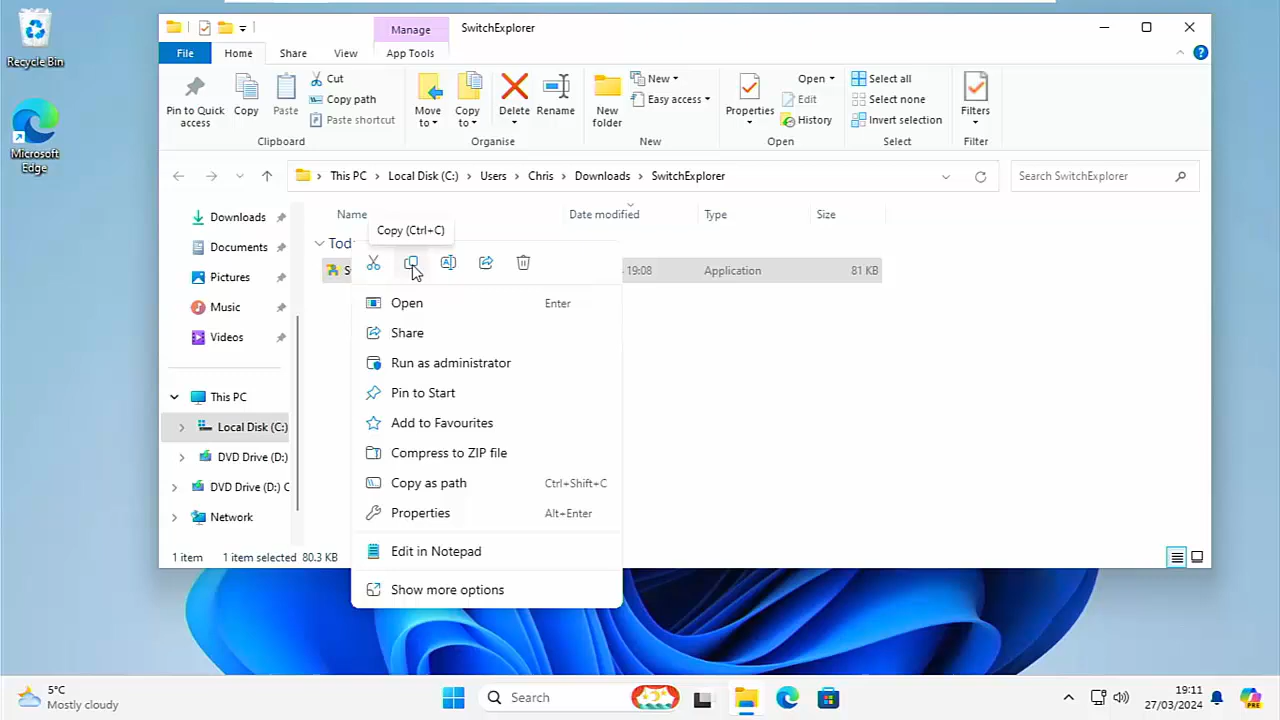 Recycle Bin
Microsoft
Edge
Manage
SwitchExplorer
File
Home
Share
View
App Tools
Pin to Quick
access
Copy
Paste
Cut
Copy path
Paste shortcut
Clipboard
Move
to
Copy
to
Delete
Rename
Organise
New
folder
New
Easy access
New
Properties
Open
Edit
History
Open
Select all
Select none
Invert selection
Select
Filters
Filter
This PC
Local Disk (C:)
Users
Chris
Downloads
SwitchExplorer
Search SwitchExplorer
Name
Date modified
Type
Size
Copy (Ctrl+C)
19:08
Application
81 KB
Downloads
Documents
Pictures
Music
Videos
This PC
Local Disk (C:)
DVD Drive (D:)
DVD Drive (D:) C
Network
Open
Enter
Share
Run as administrator
Pin to Start
Add to Favourites
Compress to ZIP file
Copy as path
Ctrl+Shift+C
Properties
Alt+Enter
Edit in Notepad
Show more options
1 item
1 item selected
80.3 KB
5°C
Mostly cloudy
Search
19:11
27/03/2024
PRE